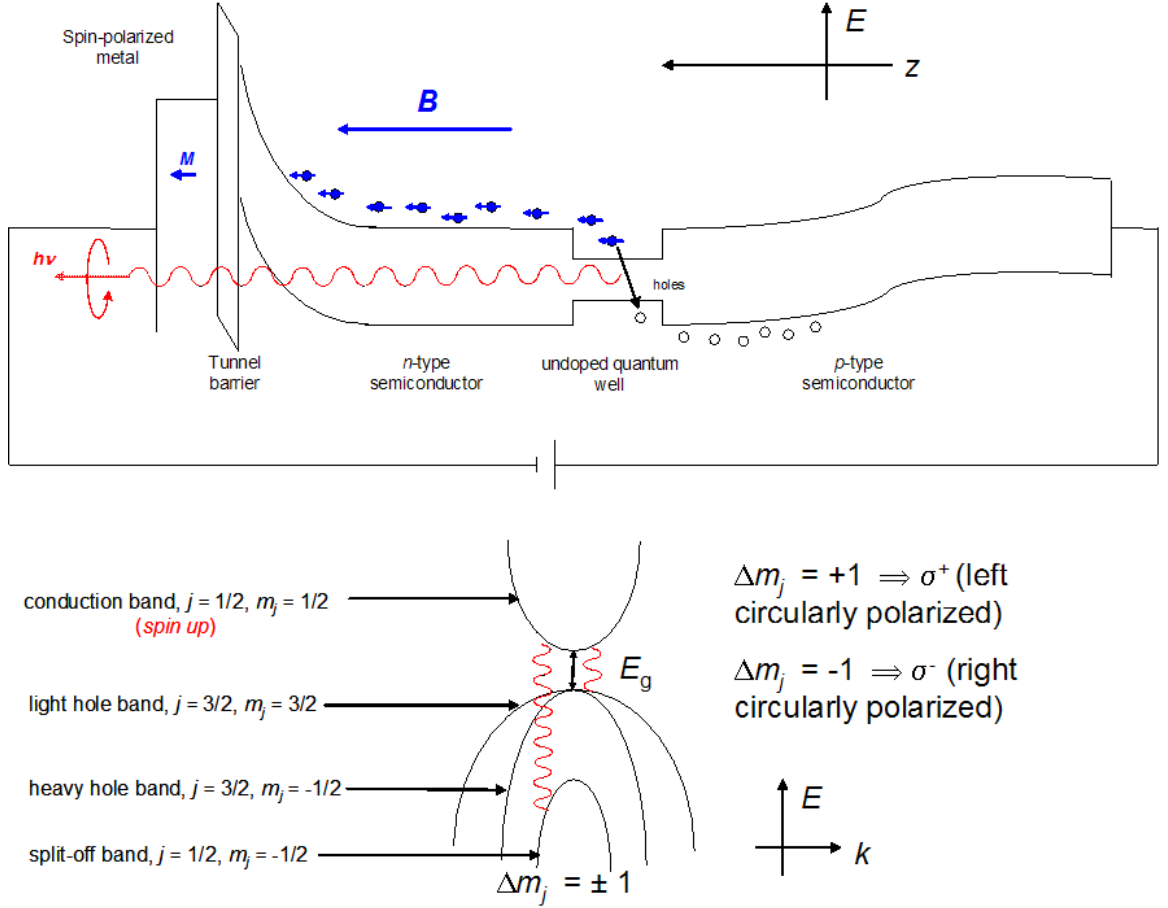 Spin-polarized
metal
E
z
B
M
hν
holes
Tunnel
barrier
n-type
semiconductor
undoped quantum
well
p-type
semiconductor
conduction band, j = 1/2, mj = 1/2
(spin up)
Eg
light hole band, j = 3/2, mj = 3/2
heavy hole band, j = 3/2, mj = -1/2
split-off band, j = 1/2, mj = -1/2
Δmj = ± 1
Δmj = +1 ⇒ σ+ (left
circularly polarized)
Δmj = -1 ⇒ σ- (right
circularly polarized)
E
k